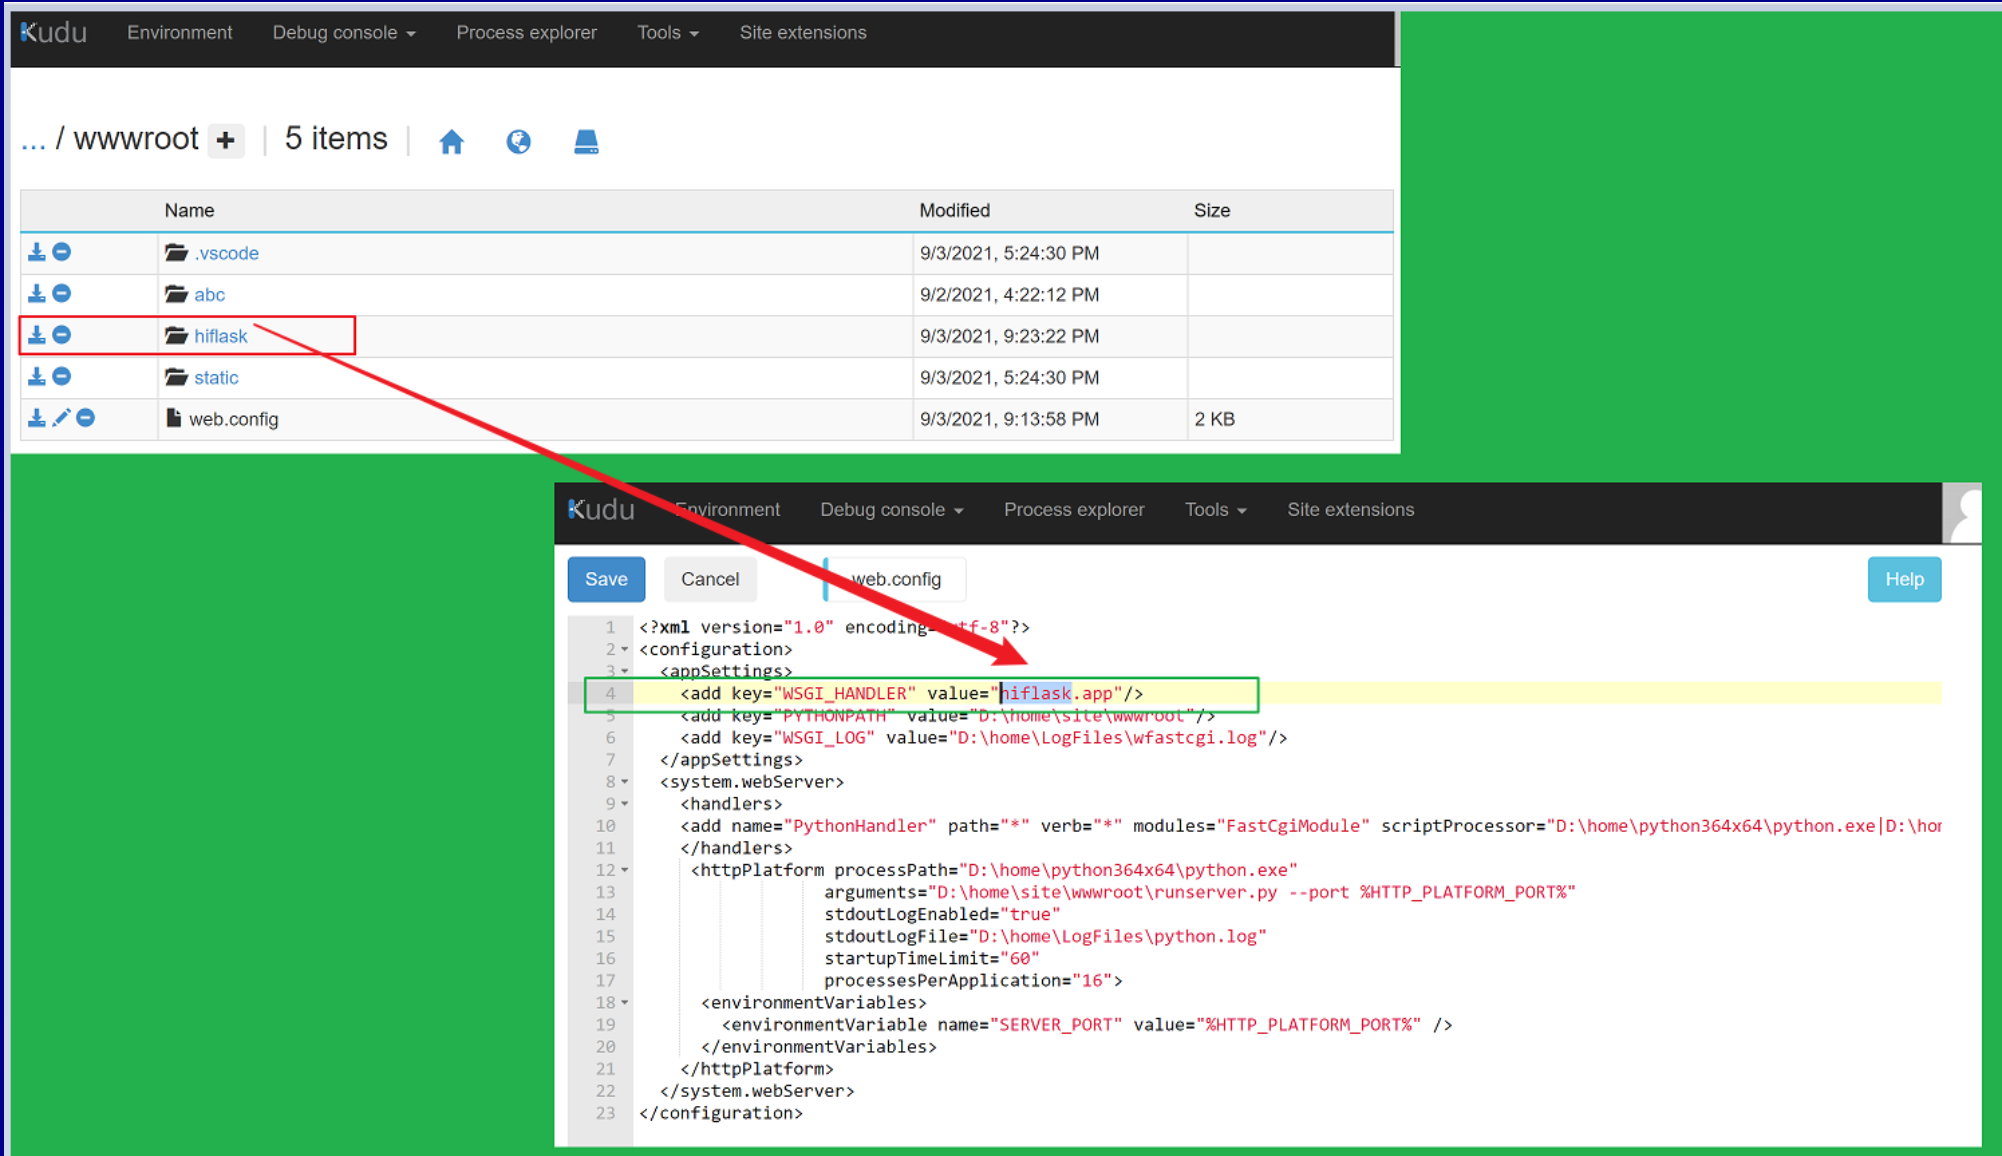 Kudu Environment Debug console Process explorer Tools Site extensions
... / wwwroot + | 5 items |
Name Modified Size
.vscode 9/3/2021, 5:24:30 PM
abc 9/2/2021, 4:22:12 PM
hiflask 9/3/2021, 9:23:22 PM
static 9/3/2021, 5:24:30 PM
web.config 9/3/2021, 9:13:58 PM 2 KB
Kudu Environment Debug console Process explorer Tools Site extensions
Save Cancel web.config Help
1 <?xml version="1.0" encoding="utf-8"?>
2 <configuration>
3 <appSettings>
4 <add key="WSGI_HANDLER" value="hiflask.app"/>
5 <add key="PYTHONPATH" value="D:\home\site\wwwroot"/>
6 <add key="WSGI_LOG" value="D:\home\LogFiles\wfastcgi.log"/>
7 </appSettings>
8 <system.webServer>
9 <handlers>
10 <add name="PythonHandler" path="*" verb="*" modules="FastCgiModule" scriptProcessor="D:\home\python364x64\python.exe|D:\hom
11 </handlers>
12 <httpPlatform processPath="D:\home\python364x64\python.exe"
13 arguments="D:\home\site\wwwroot\runserver.py --port %HTTP_PLATFORM_PORT%"
14 stdoutLogEnabled="true"
15 stdoutLogFile="D:\home\LogFiles\python.log"
16 startupTimeLimit="60"
17 processesPerApplication="16">
18 <environmentVariables>
19 <environmentVariable name="SERVER_PORT" value="%HTTP_PLATFORM_PORT%" />
20 </environmentVariables>
21 </httpPlatform>
22 </system.webServer>
23 </configuration>